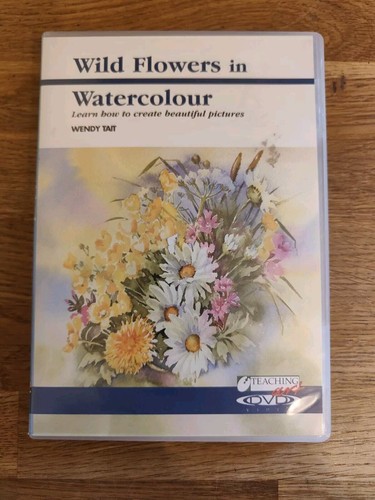 Wild Flowers in
Watercolour
Learn how to create beautiful pictures
WENDY TAIT
TEACHING
DVD